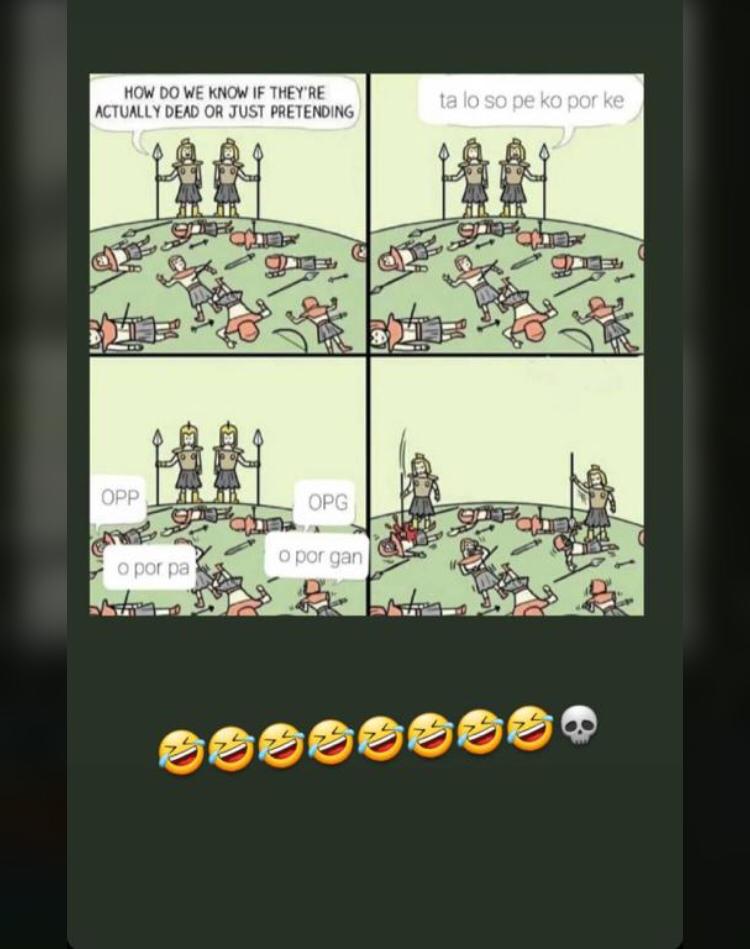 HOW DO WE KNOW IF THEY'RE
ACTUALLY DEAD OR JUST PRETENDING
ta lo so pe ko por ke
OPP
OPG
o por pa
o por gan